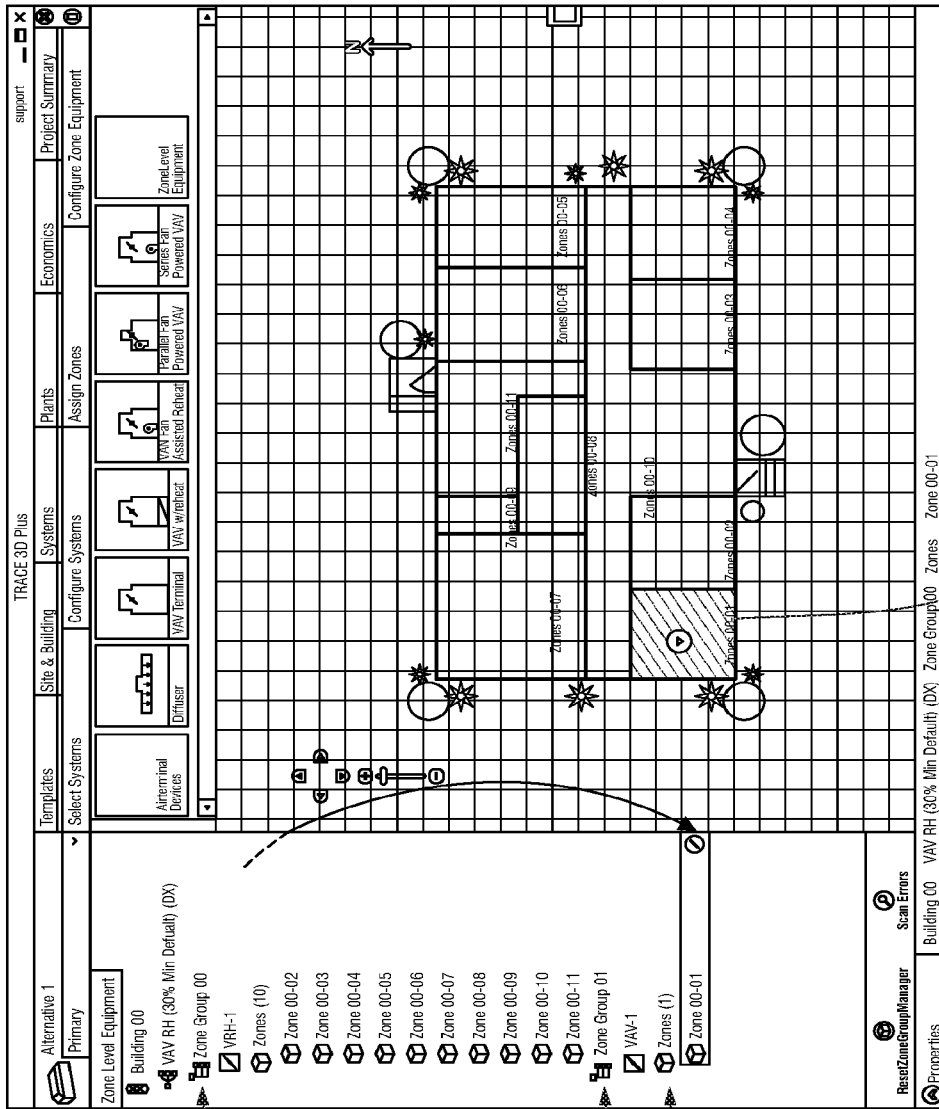 support
TRACE 3D Plus
Alternative 1
Templates
Site & Building
Systems
Plants
Economics
Project Summary
Primary
Select Systems
Configure Systems
Assign Zones
Configure Zone Equipment
Zone Level Equipment
Airterminal
Devices
Diffuser
VAV Terminal
VAV w/reheat
VAN Fan
Assisted Reheat
Parallel Fan
Powered VAV
Series Fan
Powered VAV
ZoneLevel
Equipment
Building 00
VAV RH (30% Min Defualt) (DX)
Zone Group 00
VRH-1
Zones (10)
Zone 00-02
Zone 00-03
Zone 00-04
Zone 00-05
Zone 00-06
Zone 00-07
Zone 00-08
Zone 00-09
Zone 00-10
Zone 00-11
Zone Group 01
VAV-1
Zones (1)
Zone 00-01
N
Zones 00-07
Zones 00-09
Zones 00-11
Zones 00-06
Zones 00-05
Zones 00-08
Zones 00-10
Zones 00-01
Zones 00-02
Zones 00-03
Zones 00-04
ResetZoneGroupManager
Scan Errors
Properties
Building 00 VAV RH (30% Min Default) (DX) Zone Group 00 Zones Zone 00-01